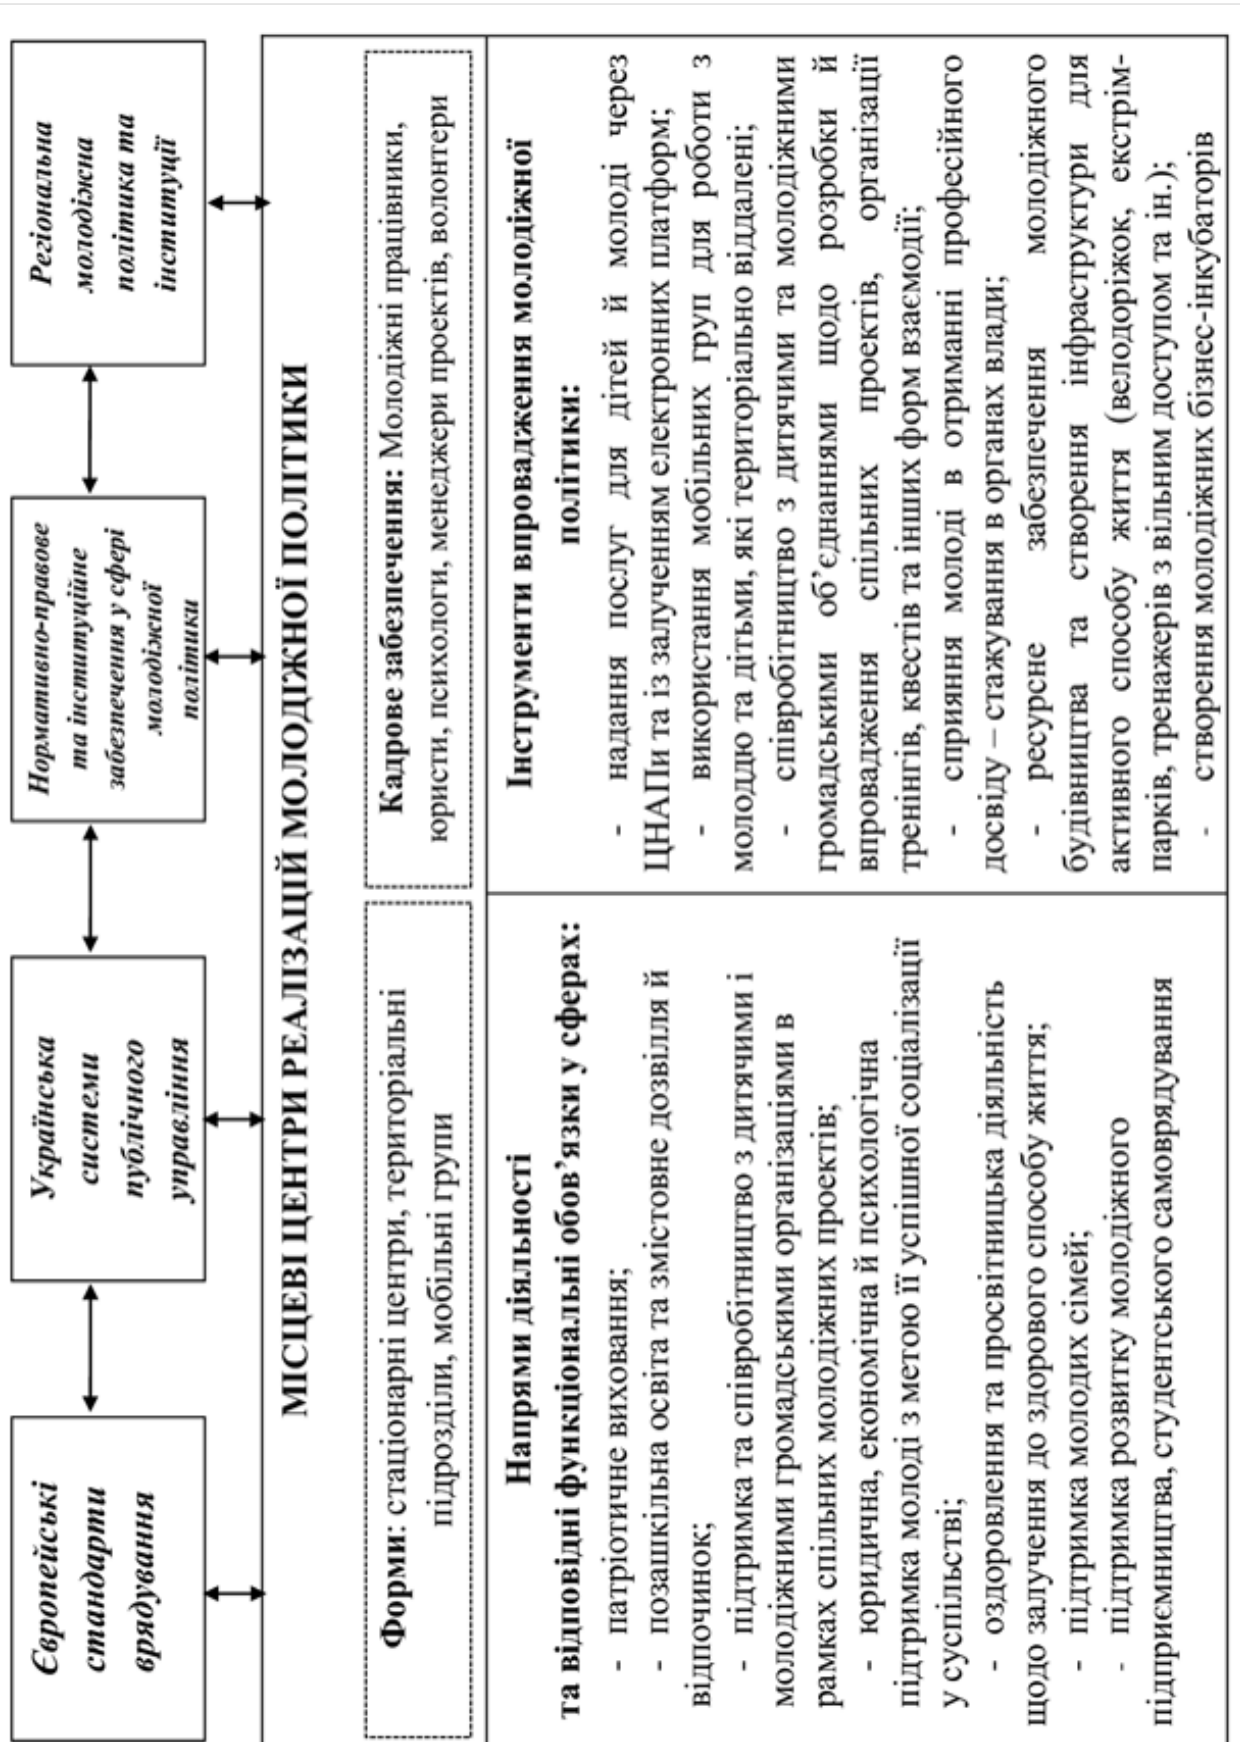 Європейські
стандарти
врядування
Українська
системи
публічного
управління
Нормативно-правове
та інституційне
забезпечення у сфері
молодіжної
політики
Регіональна
молодіжна
політика та
інституції
МІСЦЕВІ ЦЕНТРИ РЕАЛІЗАЦІЙ МОЛОДІЖНОЇ ПОЛІТИКИ
Форми: стаціонарні центри, територіальні
підрозділи, мобільні групи
Кадрове забезпечення: Молодіжні працівники,
юристи, психологи, менеджери проектів, волонтери
Напрями діяльності
та відповідні функціональні обов’язки у сферах:
- патріотичне виховання;
- позашкільна освіта та змістовне дозвілля й
відпочинок;
- підтримка та співробітництво з дитячими і
молодіжними громадськими організаціями в
рамках спільних молодіжних проектів;
- юридична, економічна й психологічна
підтримка молоді з метою її успішної соціалізації
у суспільстві;
- оздоровлення та просвітницька діяльність
щодо залучення до здорового способу життя;
- підтримка молодих сімей;
- підтримка розвитку молодіжного
підприємництва, студентського самоврядування
Інструменти впровадження молодіжної
політики:
- надання послуг для дітей й молоді через
ЦНАПи та із залученням електронних платформ;
- використання мобільних груп для роботи з
молоддю та дітьми, які територіально віддалені;
- співробітництво з дитячими та молодіжними
громадськими об’єднаннями щодо розробки й
впровадження спільних проектів, організації
тренінгів, квестів та інших форм взаємодії;
- сприяння молоді в отриманні професійного
досвіду – стажування в органах влади;
- ресурсне забезпечення молодіжного
будівництва та створення інфраструктури для
активного способу життя (велодоріжок, екстрім-
парків, тренажерів з вільним доступом та ін.);
- створення молодіжних бізнес-інкубаторів